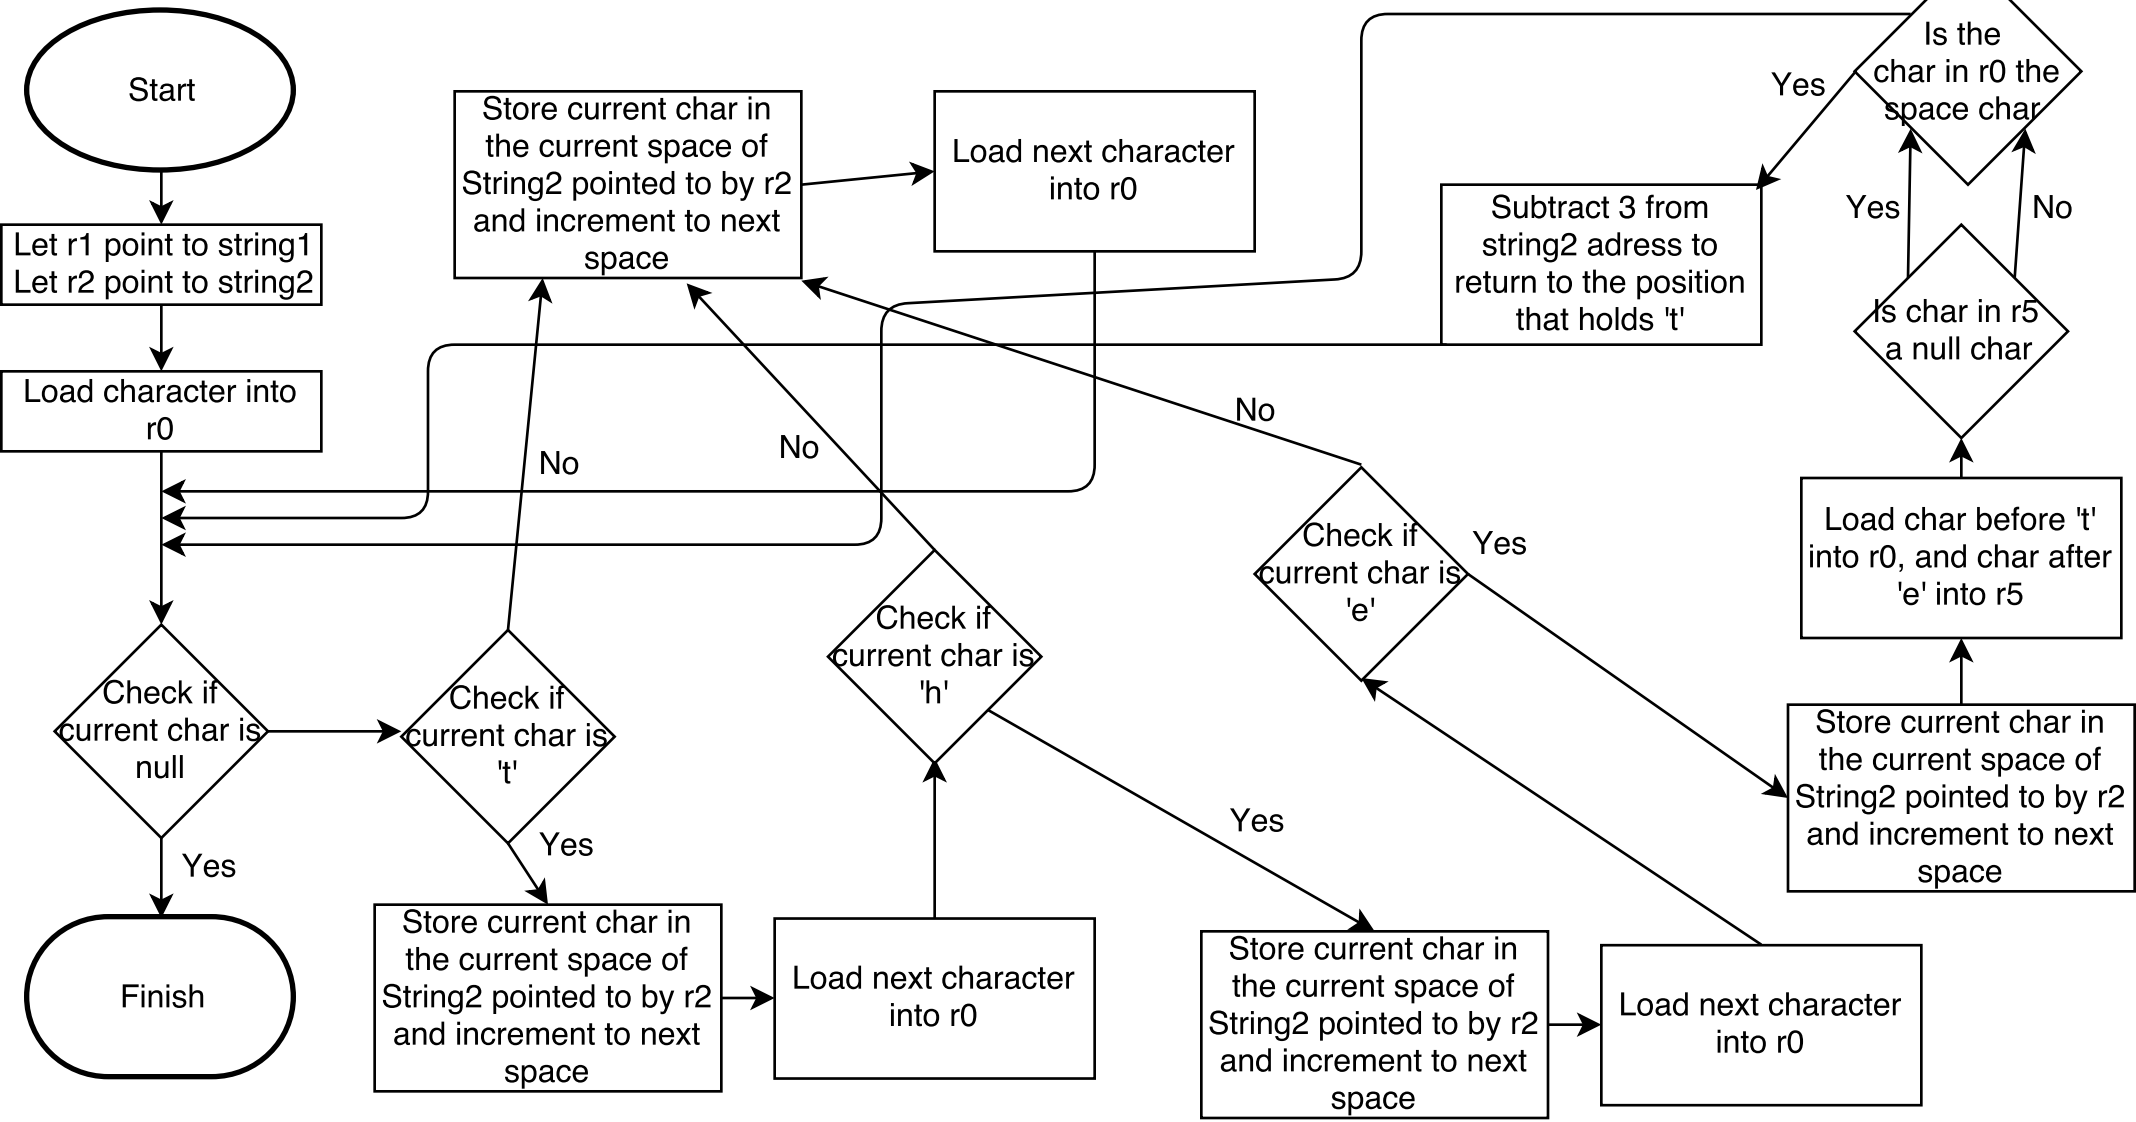 Start
Let r1 point to string1
Let r2 point to string2
Load character into
r0
Check if
current char is
null
Yes
Finish
Check if
current char is
't'
No
Yes
Store current char in
the current space of
String2 pointed to by r2
and increment to next
space
Load next character
into r0
Store current char in
the current space of
String2 pointed to by r2
and increment to next
space
Load next character
into r0
Check if
current char is
'h'
No
Yes
Store current char in
the current space of
String2 pointed to by r2
and increment to next
space
Load next character
into r0
Check if
current char is
'e'
No
Yes
Store current char in
the current space of
String2 pointed to by r2
and increment to next
space
Load char before 't'
into r0, and char after
'e' into r5
Is char in r5
a null char
Yes
No
Is the
char in r0 the
space char
Yes
Subtract 3 from
string2 adress to
return to the position
that holds 't'